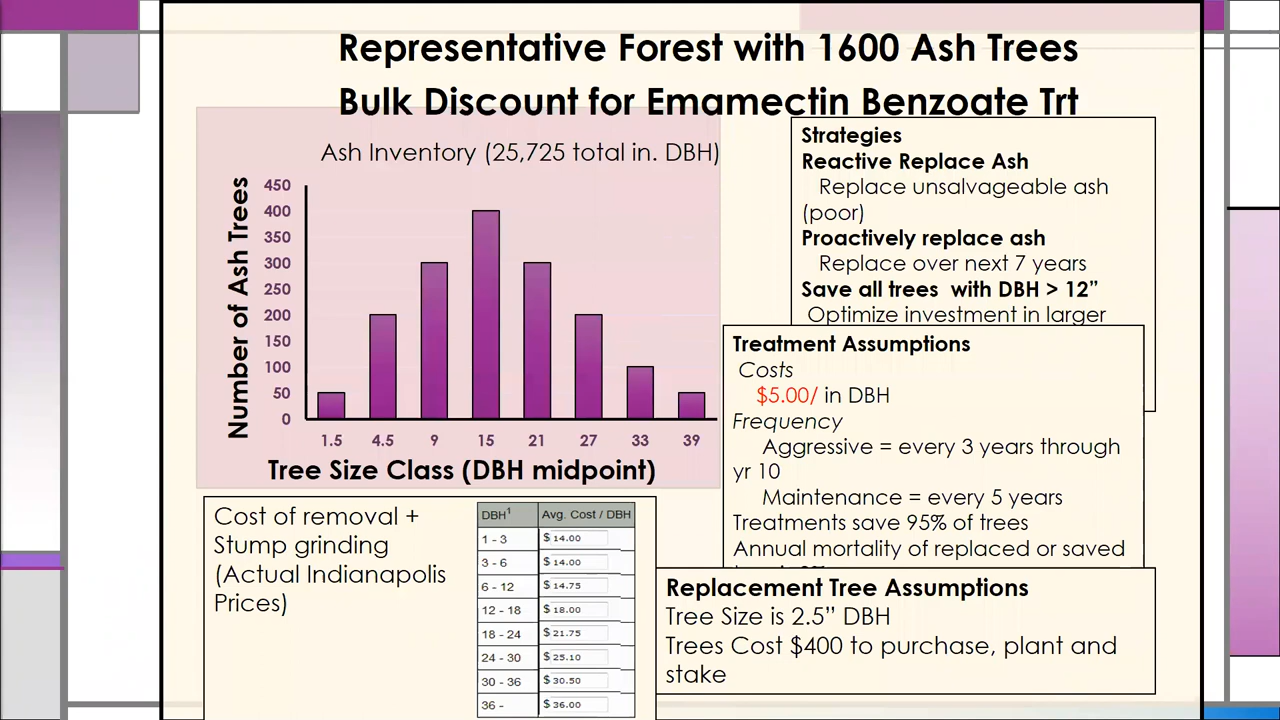 Representative Forest with 1600 Ash Trees
Bulk Discount for Emamectin Benzoate Trt
Ash Inventory (25,725 total in. DBH)
Number of Ash Trees
450
400
350
300
250
200
150
100
50
0
1.5 4.5 9 15 21 27 33 39
Tree Size Class (DBH midpoint)
Strategies
Reactive Replace Ash
Replace unsalvageable ash
(poor)
Proactively replace ash
Replace over next 7 years
Save all trees with DBH > 12”
Optimize investment in larger
Treatment Assumptions
Costs
$5.00/ in DBH
Frequency
Aggressive = every 3 years through
yr 10
Maintenance = every 5 years
Treatments save 95% of trees
Annual mortality of replaced or saved
Cost of removal +
Stump grinding
(Actual Indianapolis
Prices)
DBH¹ Avg. Cost / DBH
1 - 3 $ 14.00
3 - 6 $ 14.00
6 - 12 $ 14.75
12 - 18 $ 18.00
18 - 24 $ 21.75
24 - 30 $ 25.10
30 - 36 $ 30.50
36 - $ 36.00
Replacement Tree Assumptions
Tree Size is 2.5” DBH
Trees Cost $400 to purchase, plant and
stake